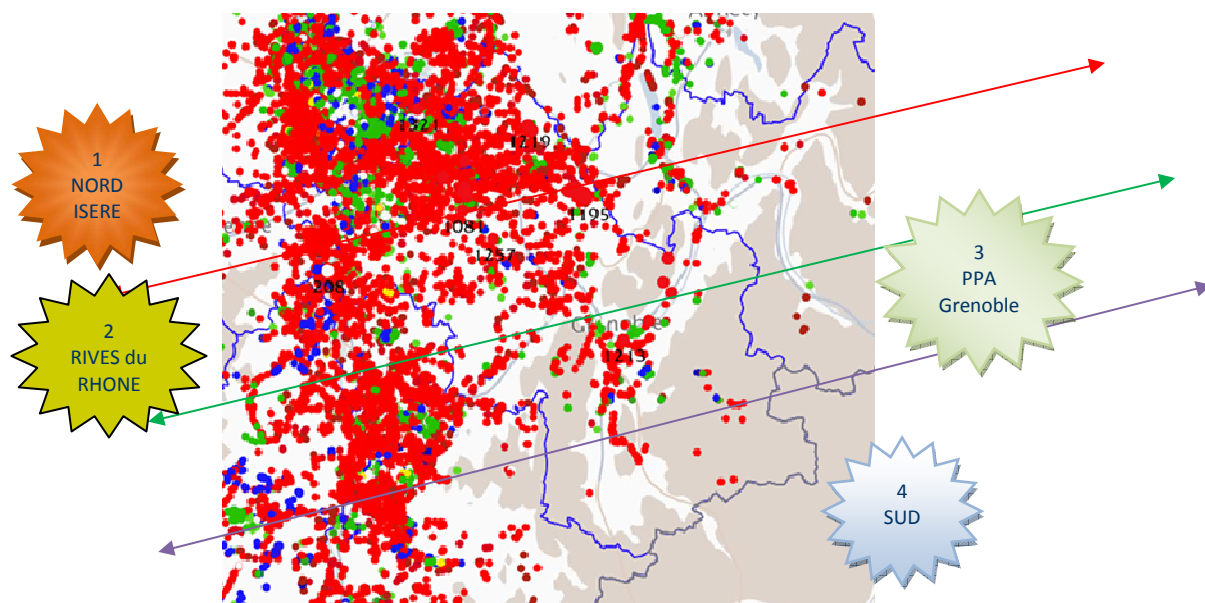 1321
1219
1
NORD
ISERE
1195
1081
1257
3
PPA
Grenoble
208
2
RIVES du
RHONE
Grenoble
1215
4
SUD